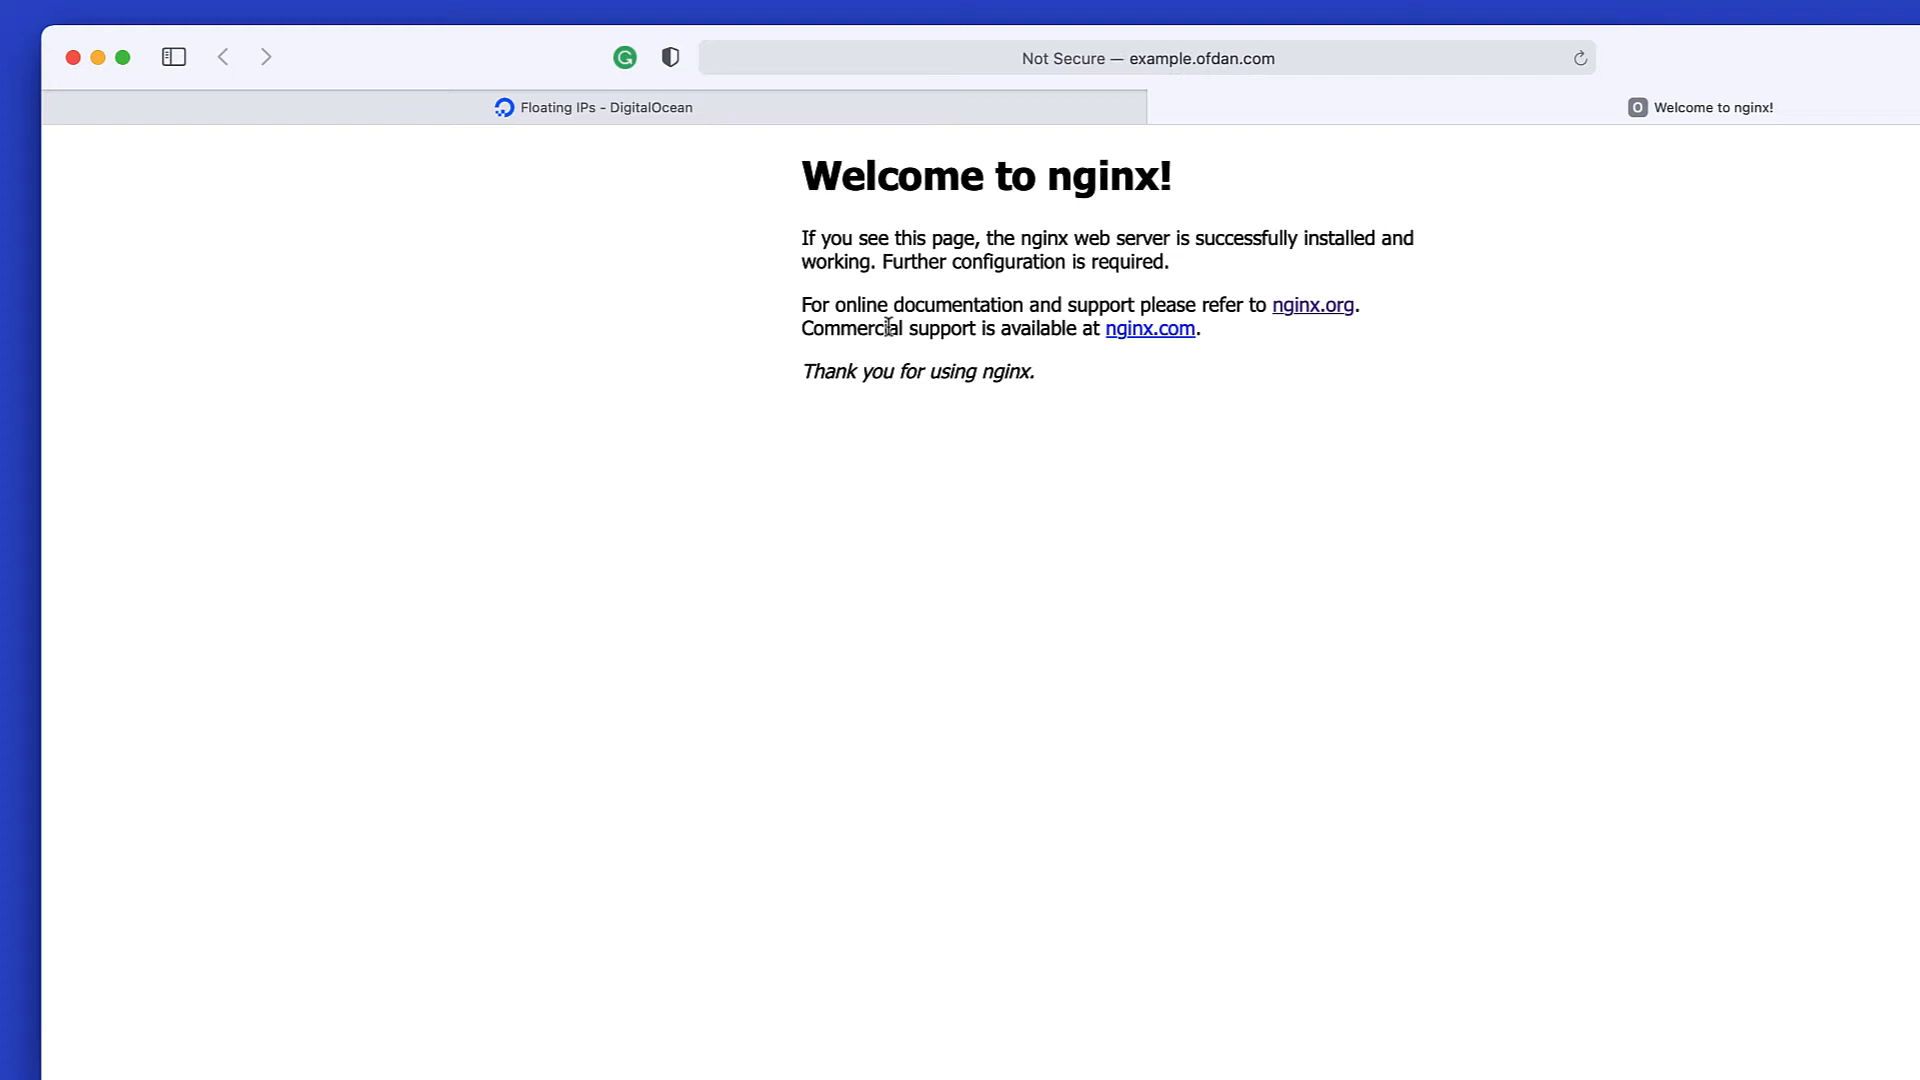 Not Secure — example.ofdan.com
Floating IPs - DigitalOcean
O Welcome to nginx!
Welcome to nginx!
If you see this page, the nginx web server is successfully installed and
working. Further configuration is required.
For online documentation and support please refer to nginx.org.
Commercial support is available at nginx.com.
Thank you for using nginx.